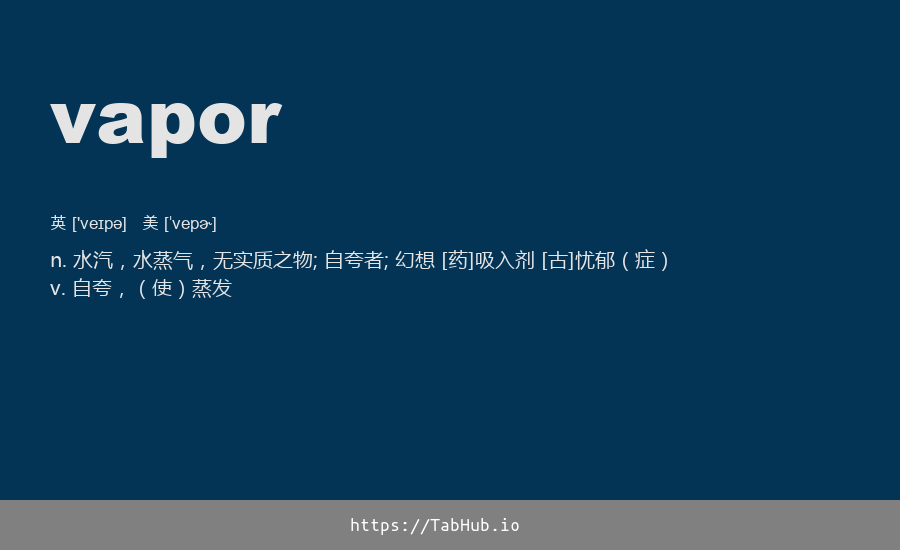 vapor
英 ['veɪpə] 美 [ˈvepɚ]
n. 水汽，水蒸气，无实质之物; 自夸者; 幻想 [药]吸入剂 [古]忧郁（症）
v. 自夸，（使）蒸发
https://TabHub.io